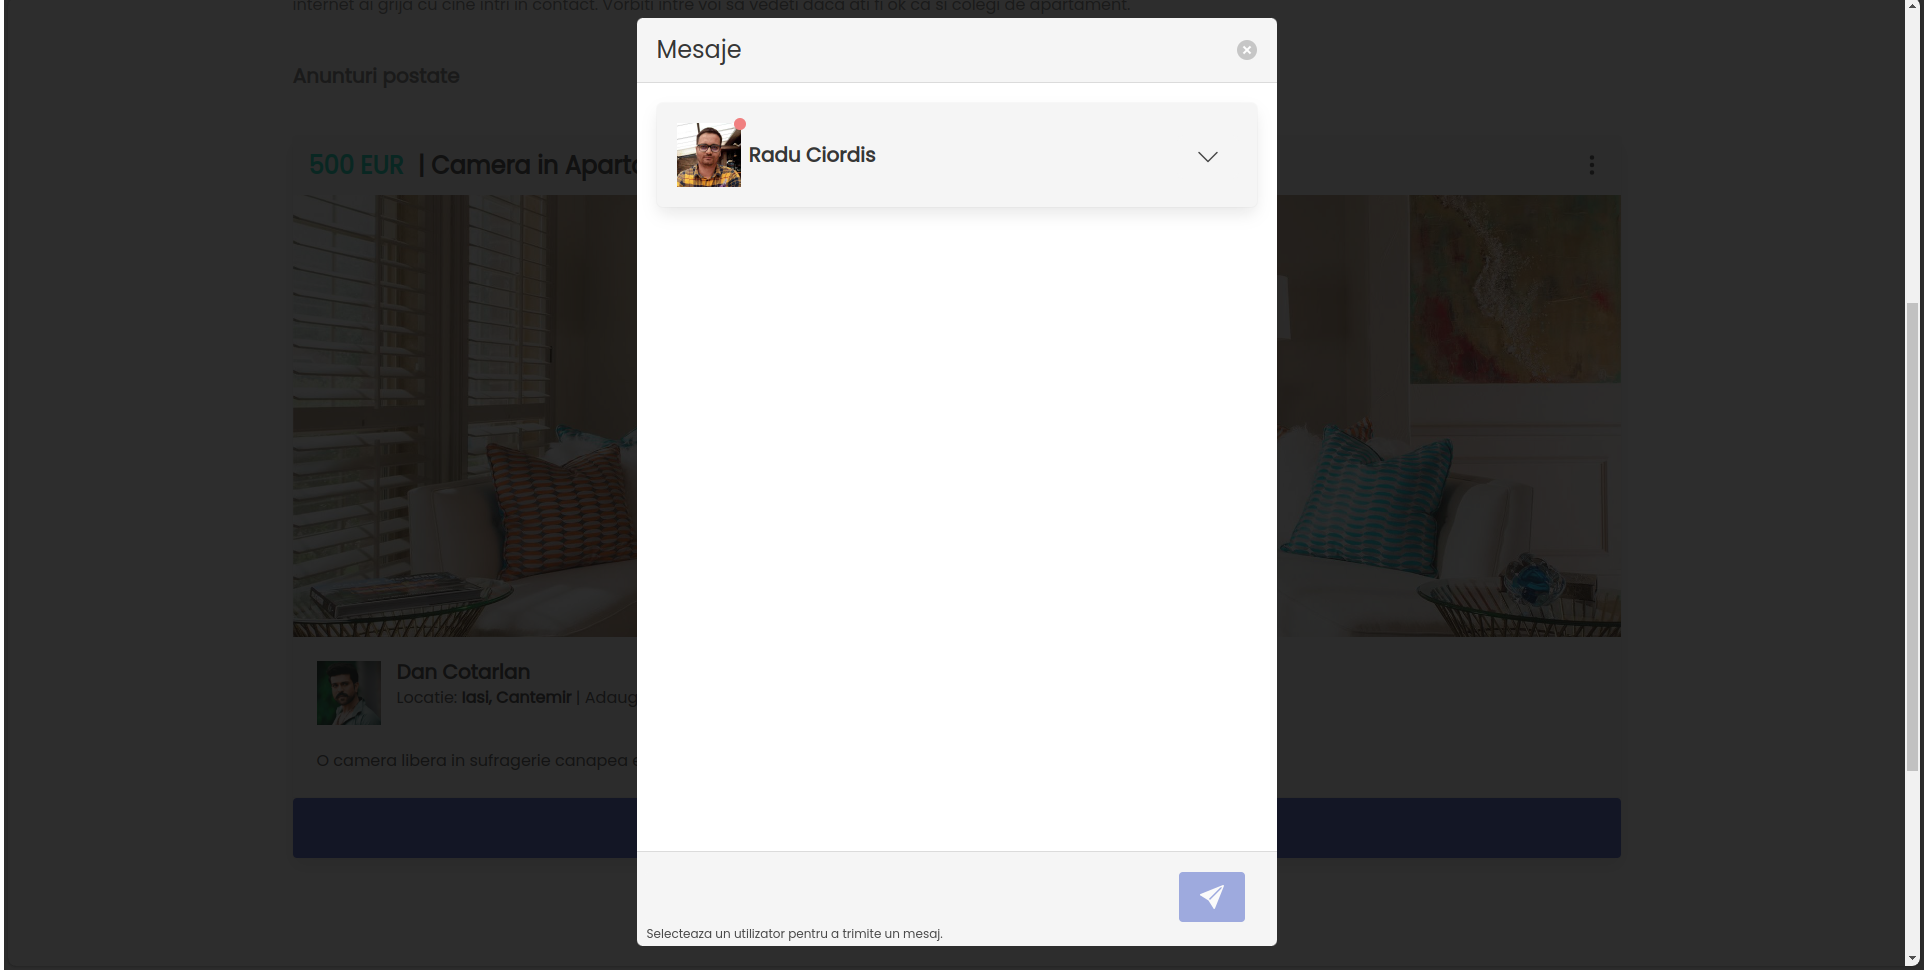 internet ai grija cu cine intri in contact. Vorbiti intre voi sa vedeti daca ati fi ok ca si colegi de apartament.
Mesaje
Anunturi postate
Radu Ciordis
500 EUR | Camera in Aparta
Dan Cotarlan
Locatie: Iasi, Cantemir | Adaug
O camera libera in sufragerie canapea e
Selecteaza un utilizator pentru a trimite un mesaj.